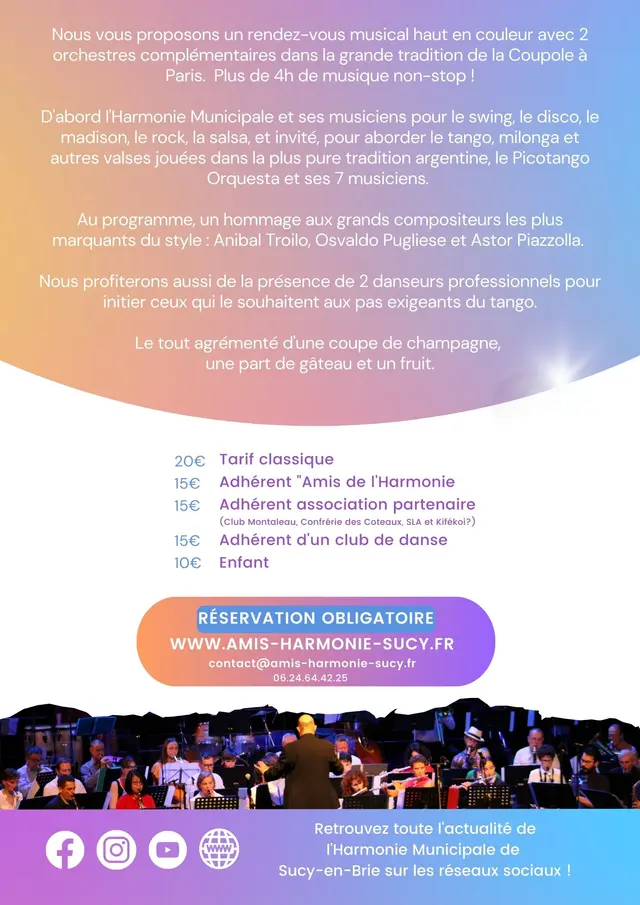 Nous vous proposons un rendez-vous musical haut en couleur avec 2
orchestres complémentaires dans la grande tradition de la Coupole à
Paris. Plus de 4h de musique non-stop !
D'abord l'Harmonie Municipale et ses musiciens pour le swing, le disco, le
madison, le rock, la salsa, et invité, pour aborder le tango, milonga et
autres valses jouées dans la plus pure tradition argentine, le Picotango
Orquesta et ses 7 musiciens.
Au programme, un hommage aux grands compositeurs les plus
marquants du style : Anibal Troilo, Osvaldo Pugliese et Astor Piazzolla.
Nous profiterons aussi de la présence de 2 danseurs professionnels pour
initier ceux qui le souhaitent aux pas exigeants du tango.
Le tout agrémenté d'une coupe de champagne,
une part de gâteau et un fruit.
20€ Tarif classique
15€ Adhérent "Amis de l'Harmonie
15€ Adhérent association partenaire
(Club Montaleau, Confrérie des Coteaux, SLA et Kifékoi?)
15€ Adhérent d'un club de danse
10€ Enfant
RÉSERVATION OBLIGATOIRE
WWW.AMIS-HARMONIE-SUCY.FR
contact@amis-harmonie-sucy.fr
06.24.64.42.25
WWW
Retrouvez toute l'actualité de
l'Harmonie Municipale de
Sucy-en-Brie sur les réseaux sociaux !